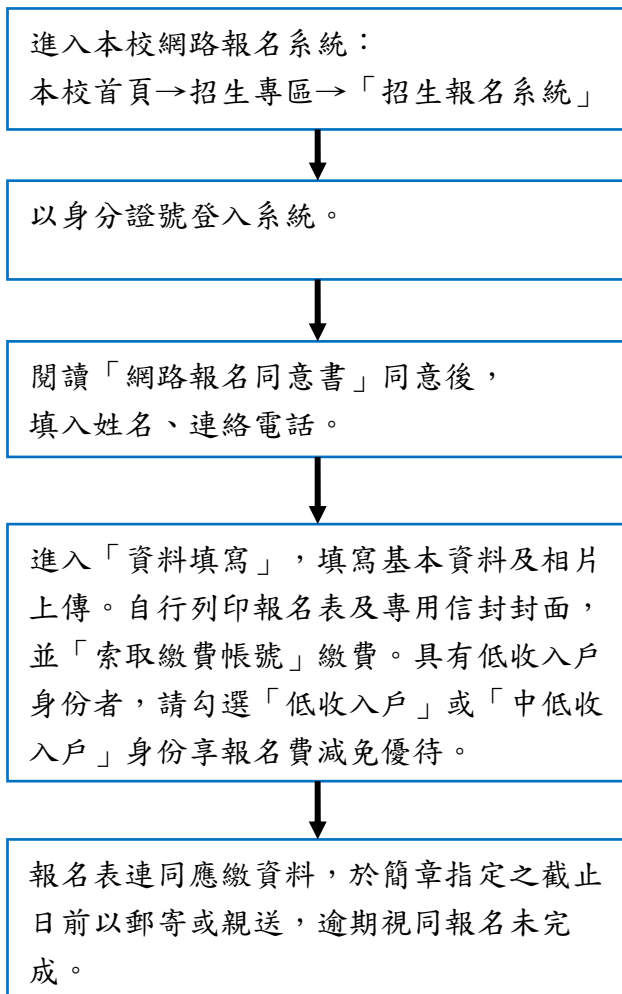 進入本校網路報名系統：
本校首頁→招生專區→「招生報名系統」
以身分證號登入系統。
閱讀「網路報名同意書」同意後，
填入姓名、連絡電話。
進入「資料填寫」，填寫基本資料及相片
上傳。自行列印報名表及專用信封封面，
並「索取繳費帳號」繳費。具有低收入戶
身份者，請勾選「低收入戶」或「中低收
入戶」身份享報名費減免優待。
報名表連同應繳資料，於簡章指定之截止
日前以郵寄或親送，逾期視同報名未完
成。